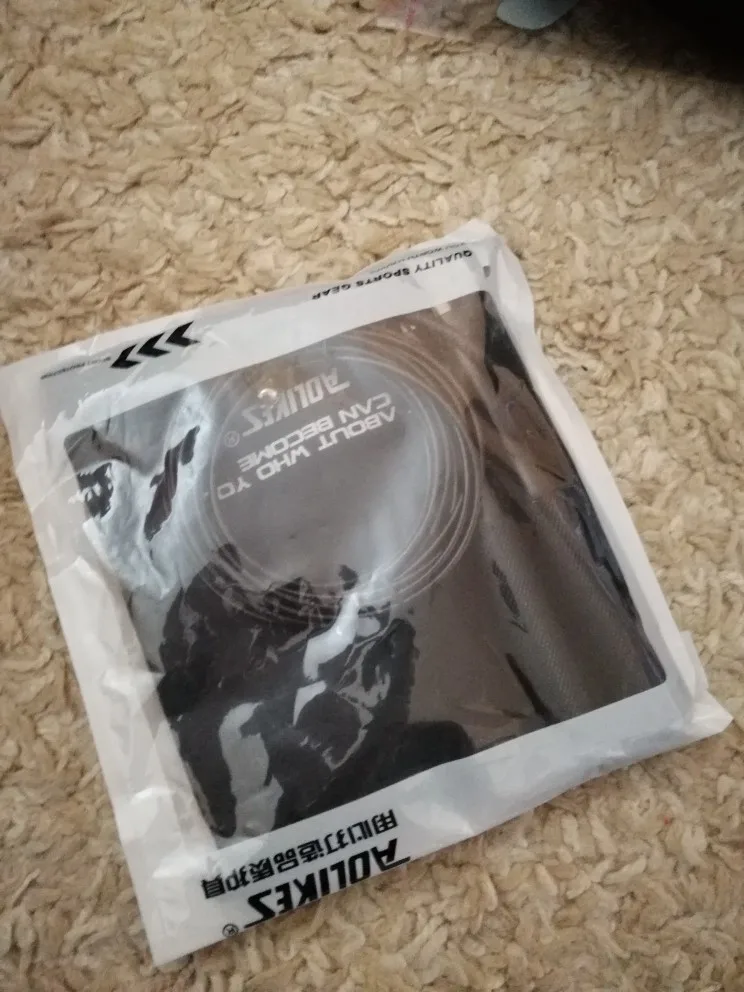 AOLIKES®
用心打造品质护具
ABOUT WHO YO
CAN BECOME
AOLIKES®
QUALITY SPORTS GEAR